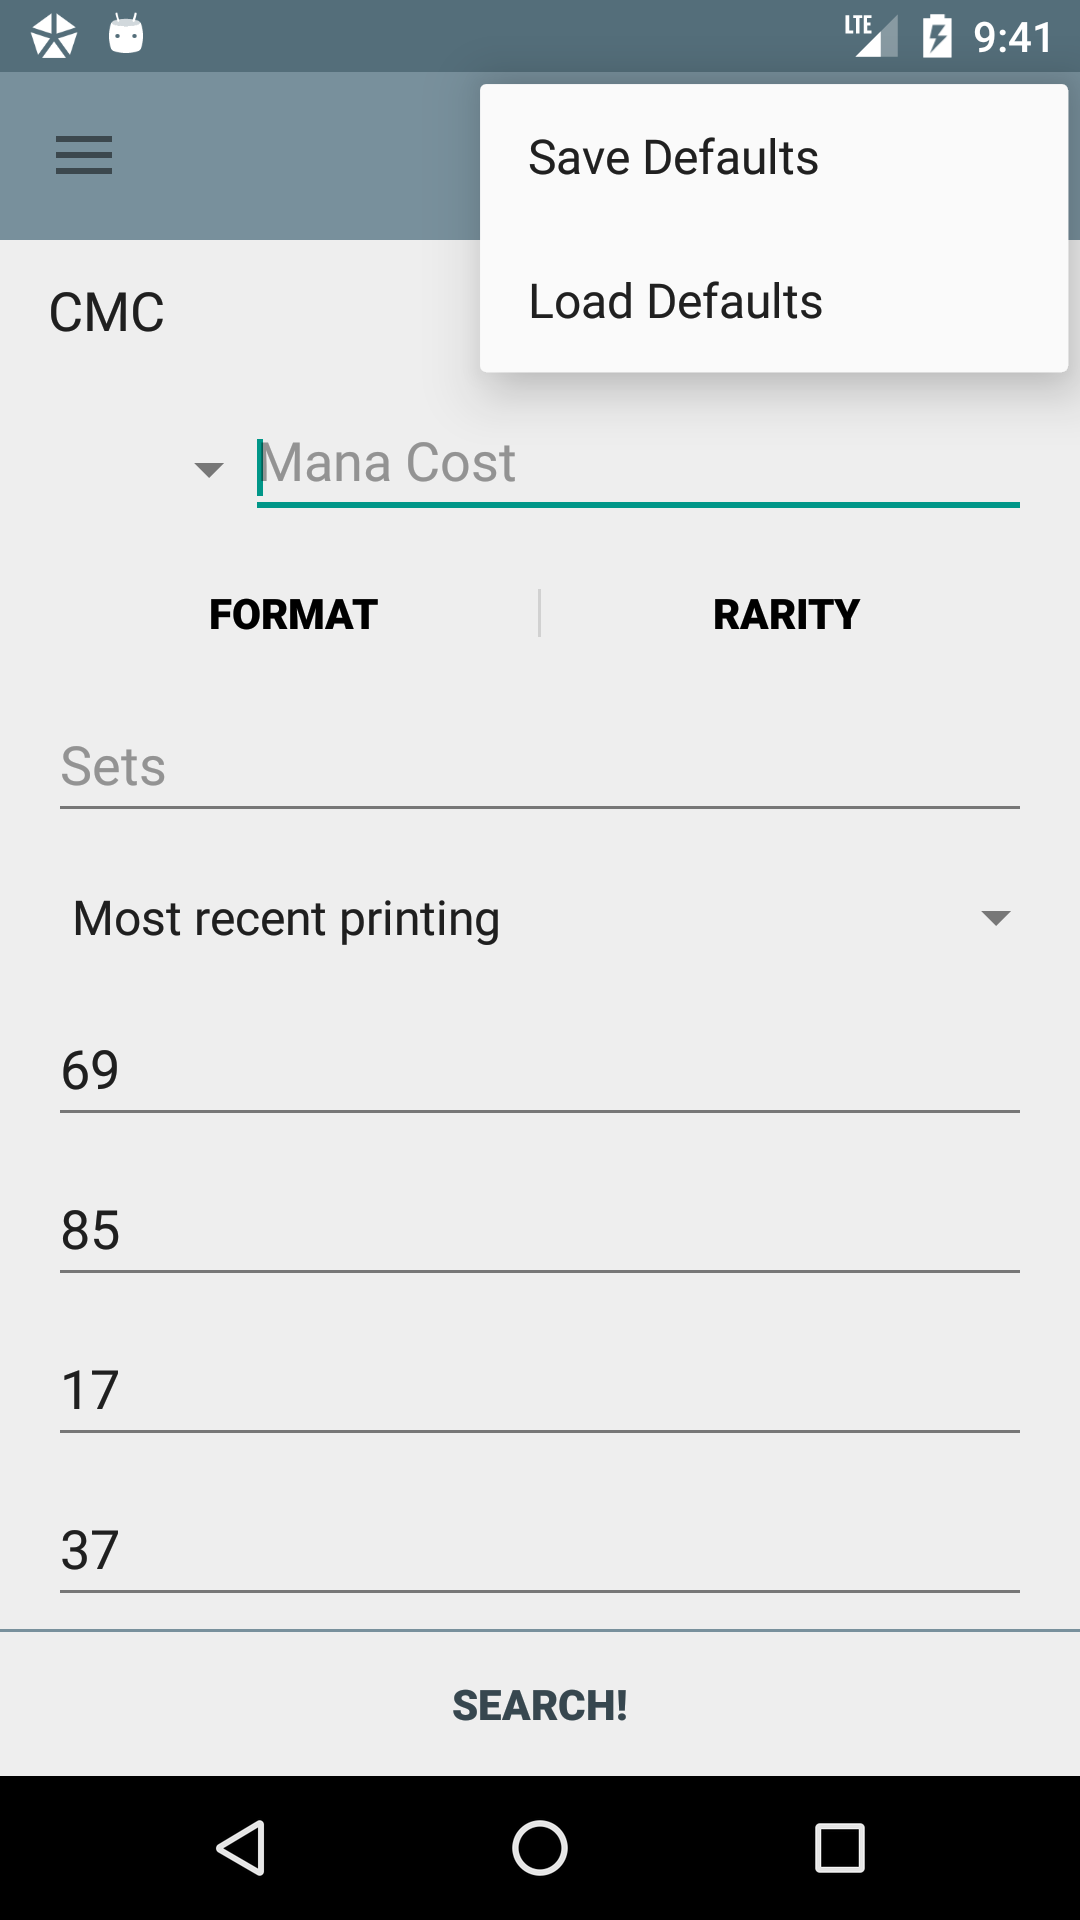 LTE 9:41
Save Defaults
Load Defaults
CMC
Mana Cost
FORMAT RARITY
Sets
Most recent printing
69
85
17
37
SEARCH!